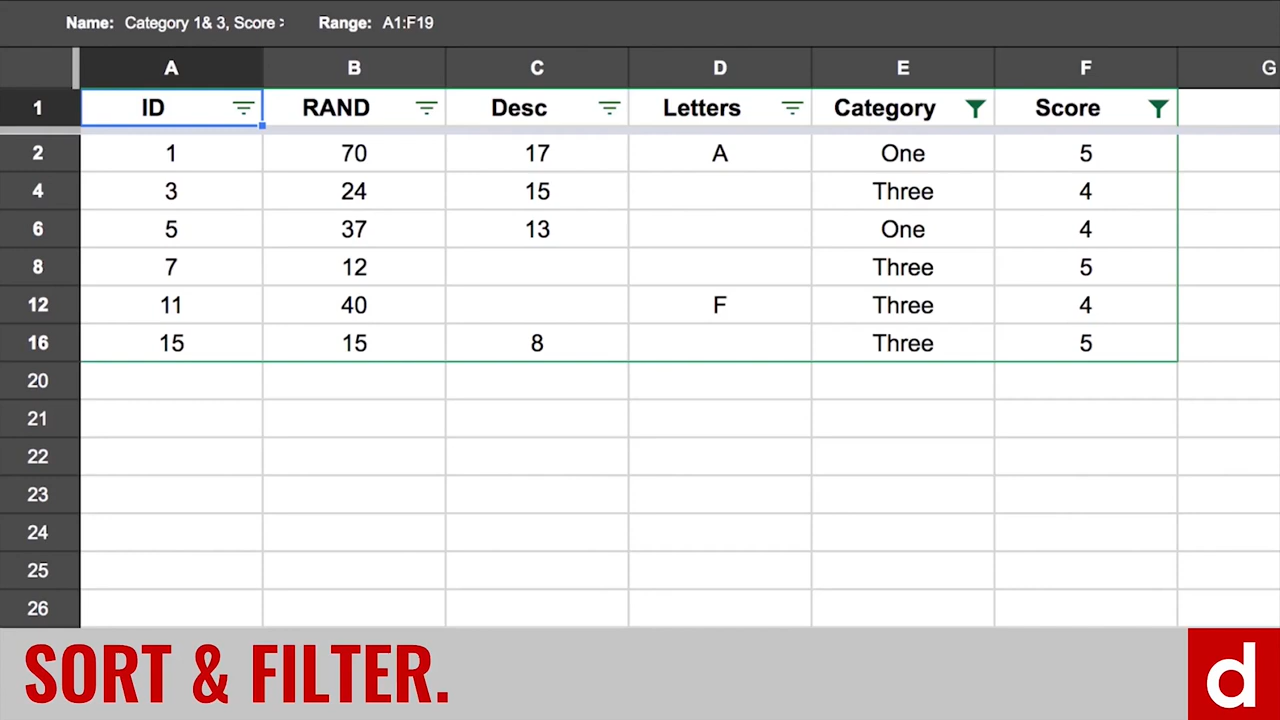 Name: Category 1& 3, Score > Range: A1:F19
A B C D E F G
1 ID RAND Desc Letters Category Score
2 1 70 17 A One 5
4 3 24 15 Three 4
6 5 37 13 One 4
8 7 12 Three 5
12 11 40 F Three 4
16 15 15 8 Three 5
20
21
22
23
24
25
26
SORT & FILTER.
d